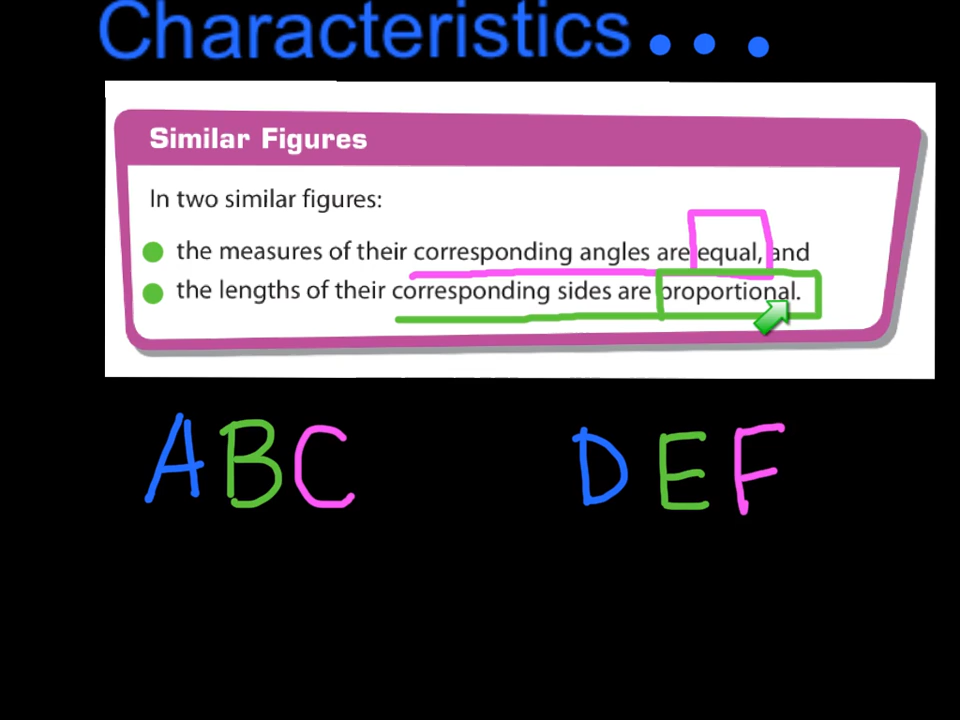 Characteristics...
Similar Figures
In two similar figures:
the measures of their corresponding angles are equal, and
the lengths of their corresponding sides are proportional.
ABC DEF